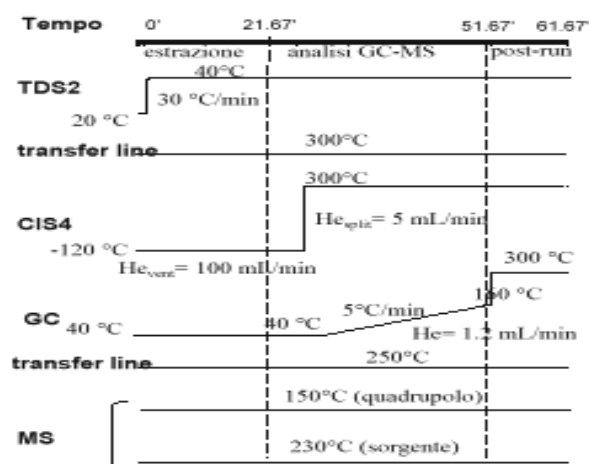 Tempo 0' 21.67' 51.67' 61.67'
estrazione analisi GC-MS post-run
40°C
TDS2
30 °C/min
20 °C
transfer line 300°C
300°C
CIS4 Hesplit= 5 mL/min
-120 °C
Hevent= 100 mL/min
300 °C
5°C/min 160 °C
GC 40 °C 40 °C He= 1.2 mL/min
transfer line 250°C
150°C (quadrupolo)
MS
230°C (sorgente)